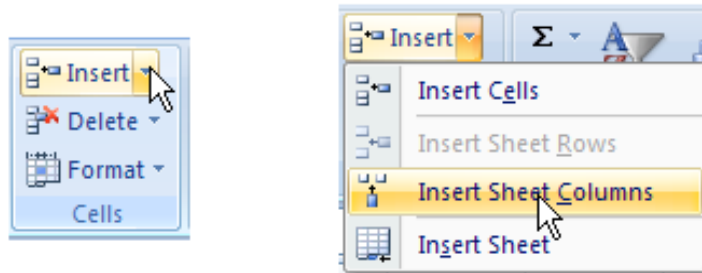 Insert
Delete
Format
Cells
Insert
Σ
A
Insert Cells
Insert Sheet Rows
Insert Sheet Columns
Insert Sheet